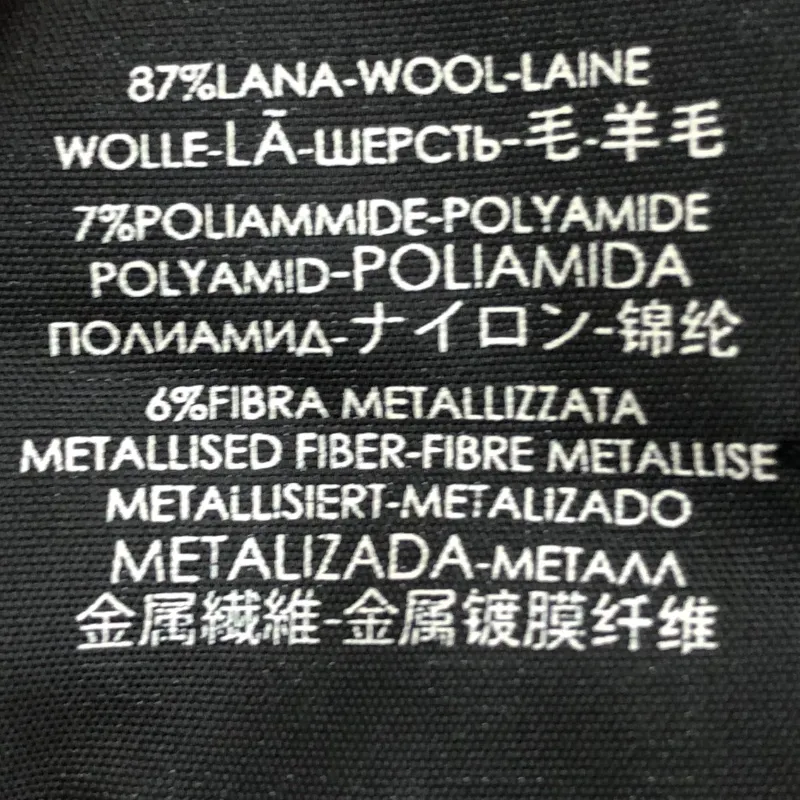 87%LANA-WOOL-LAINE
WOLLE-LÃ-ШЕРСТЬ-毛-羊毛
7%POLIAMMIDE-POLYAMIDE
POLYAMID-POLIAMIDA
ПОЛИАМИД-ナイロン-锦纶
6%FIBRA METALLIZZATA
METALLISED FIBER-FIBRE METALLISE
METALLISIERT-METALIZADO
METALIZADA-МЕТАЛЛ
金属繊維-金属镀膜纤维